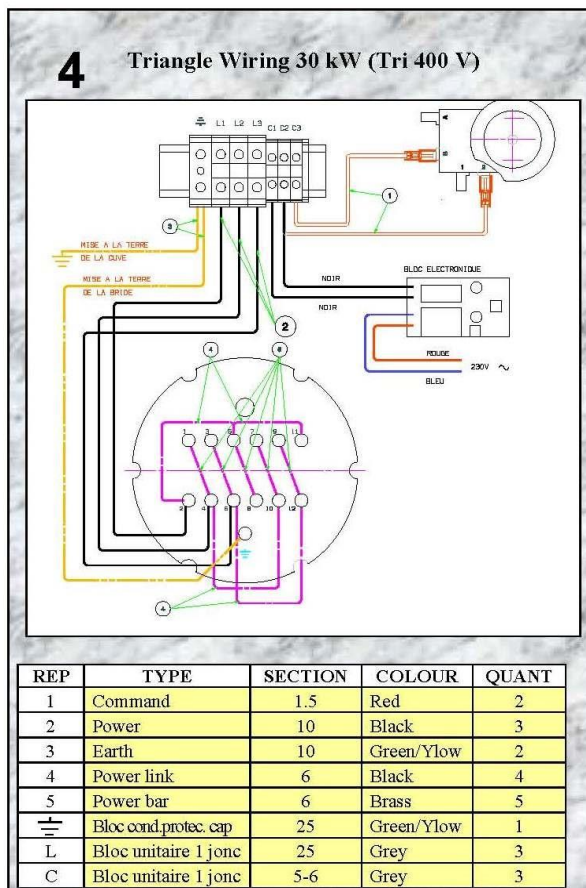 4 Triangle Wiring 30 kW (Tri 400 V)
L1 L2 L3 C1 C2 C3
A
B
1 2
1
3
MISE A LA TERRE
DE LA CUVE
MISE A LA TERRE
DE LA BRIDE
NOIR
NOIR
BLOC ELECTRONIQUE
2
ROUGE
230V ~
BLEU
4
1 3 5 7 9 11
2 4 6 8 10 12
4
REP TYPE SECTION COLOUR QUANT
1 Command 1.5 Red 2
2 Power 10 Black 3
3 Earth 10 Green/Ylow 2
4 Power link 6 Black 4
5 Power bar 6 Brass 5
Bloc cond.protec. cap 25 Green/Ylow 1
L Bloc unitaire 1 jonc 25 Grey 3
C Bloc unitaire 1 jonc 5-6 Grey 3